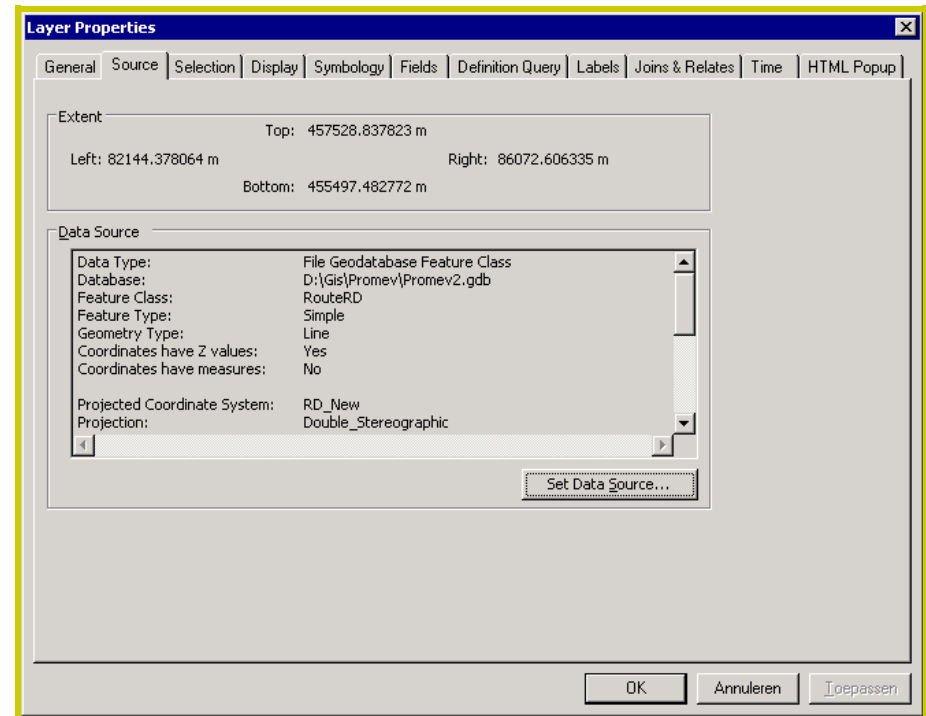 Layer Properties
General Source Selection Display Symbology Fields Definition Query Labels Joins & Relates Time HTML Popup
Extent
Top: 457528.837823 m
Left: 82144.378064 m Right: 86072.606335 m
Bottom: 455497.482772 m
Data Source
Data Type: File Geodatabase Feature Class
Database: D:\Gis\Promev\Promev2.gdb
Feature Class: RouteRD
Feature Type: Simple
Geometry Type: Line
Coordinates have Z values: Yes
Coordinates have measures: No
Projected Coordinate System: RD_New
Projection: Double_Stereographic
Set Data Source...
OK Annuleren Toepassen